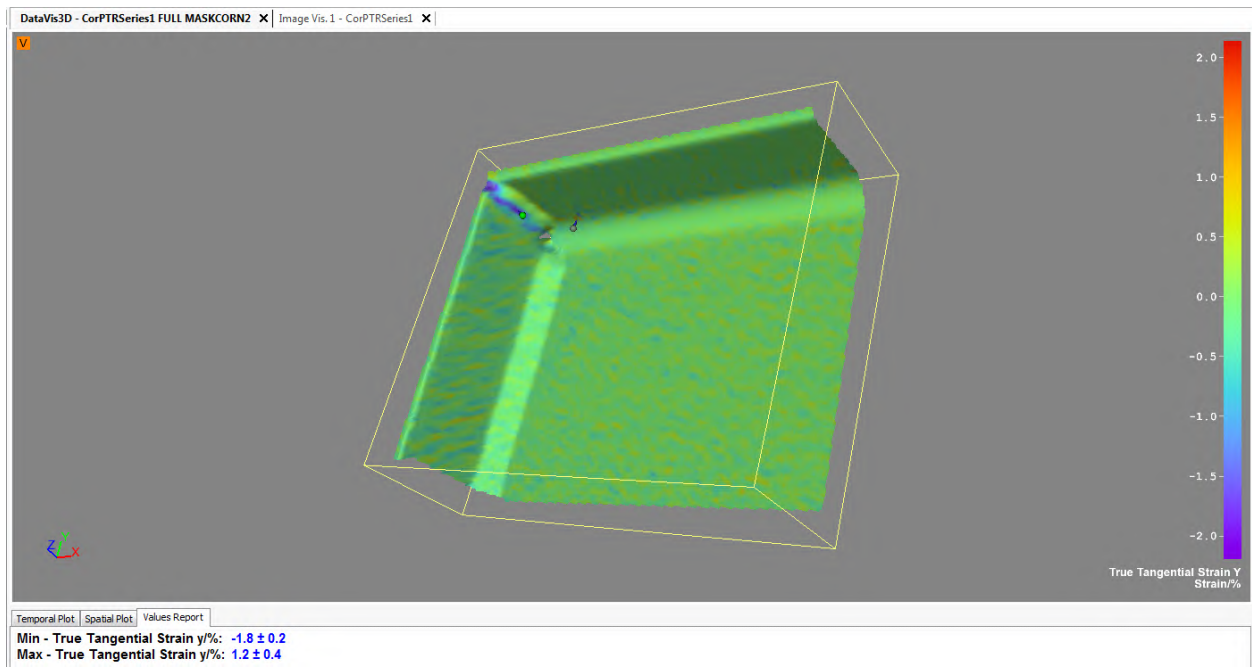 DataVis3D - CorPTRSeries1 FULL MASKCORN2 X Image Vis. 1 - CorPTRSeries1 X
V
2.0
1.5
1.0
0.5
0.0
-0.5
-1.0
-1.5
-2.0
Z Y X
True Tangential Strain Y
Strain/%
Temporal Plot Spatial Plot Values Report
Min - True Tangential Strain y/%: -1.8 ± 0.2
Max - True Tangential Strain y/%: 1.2 ± 0.4